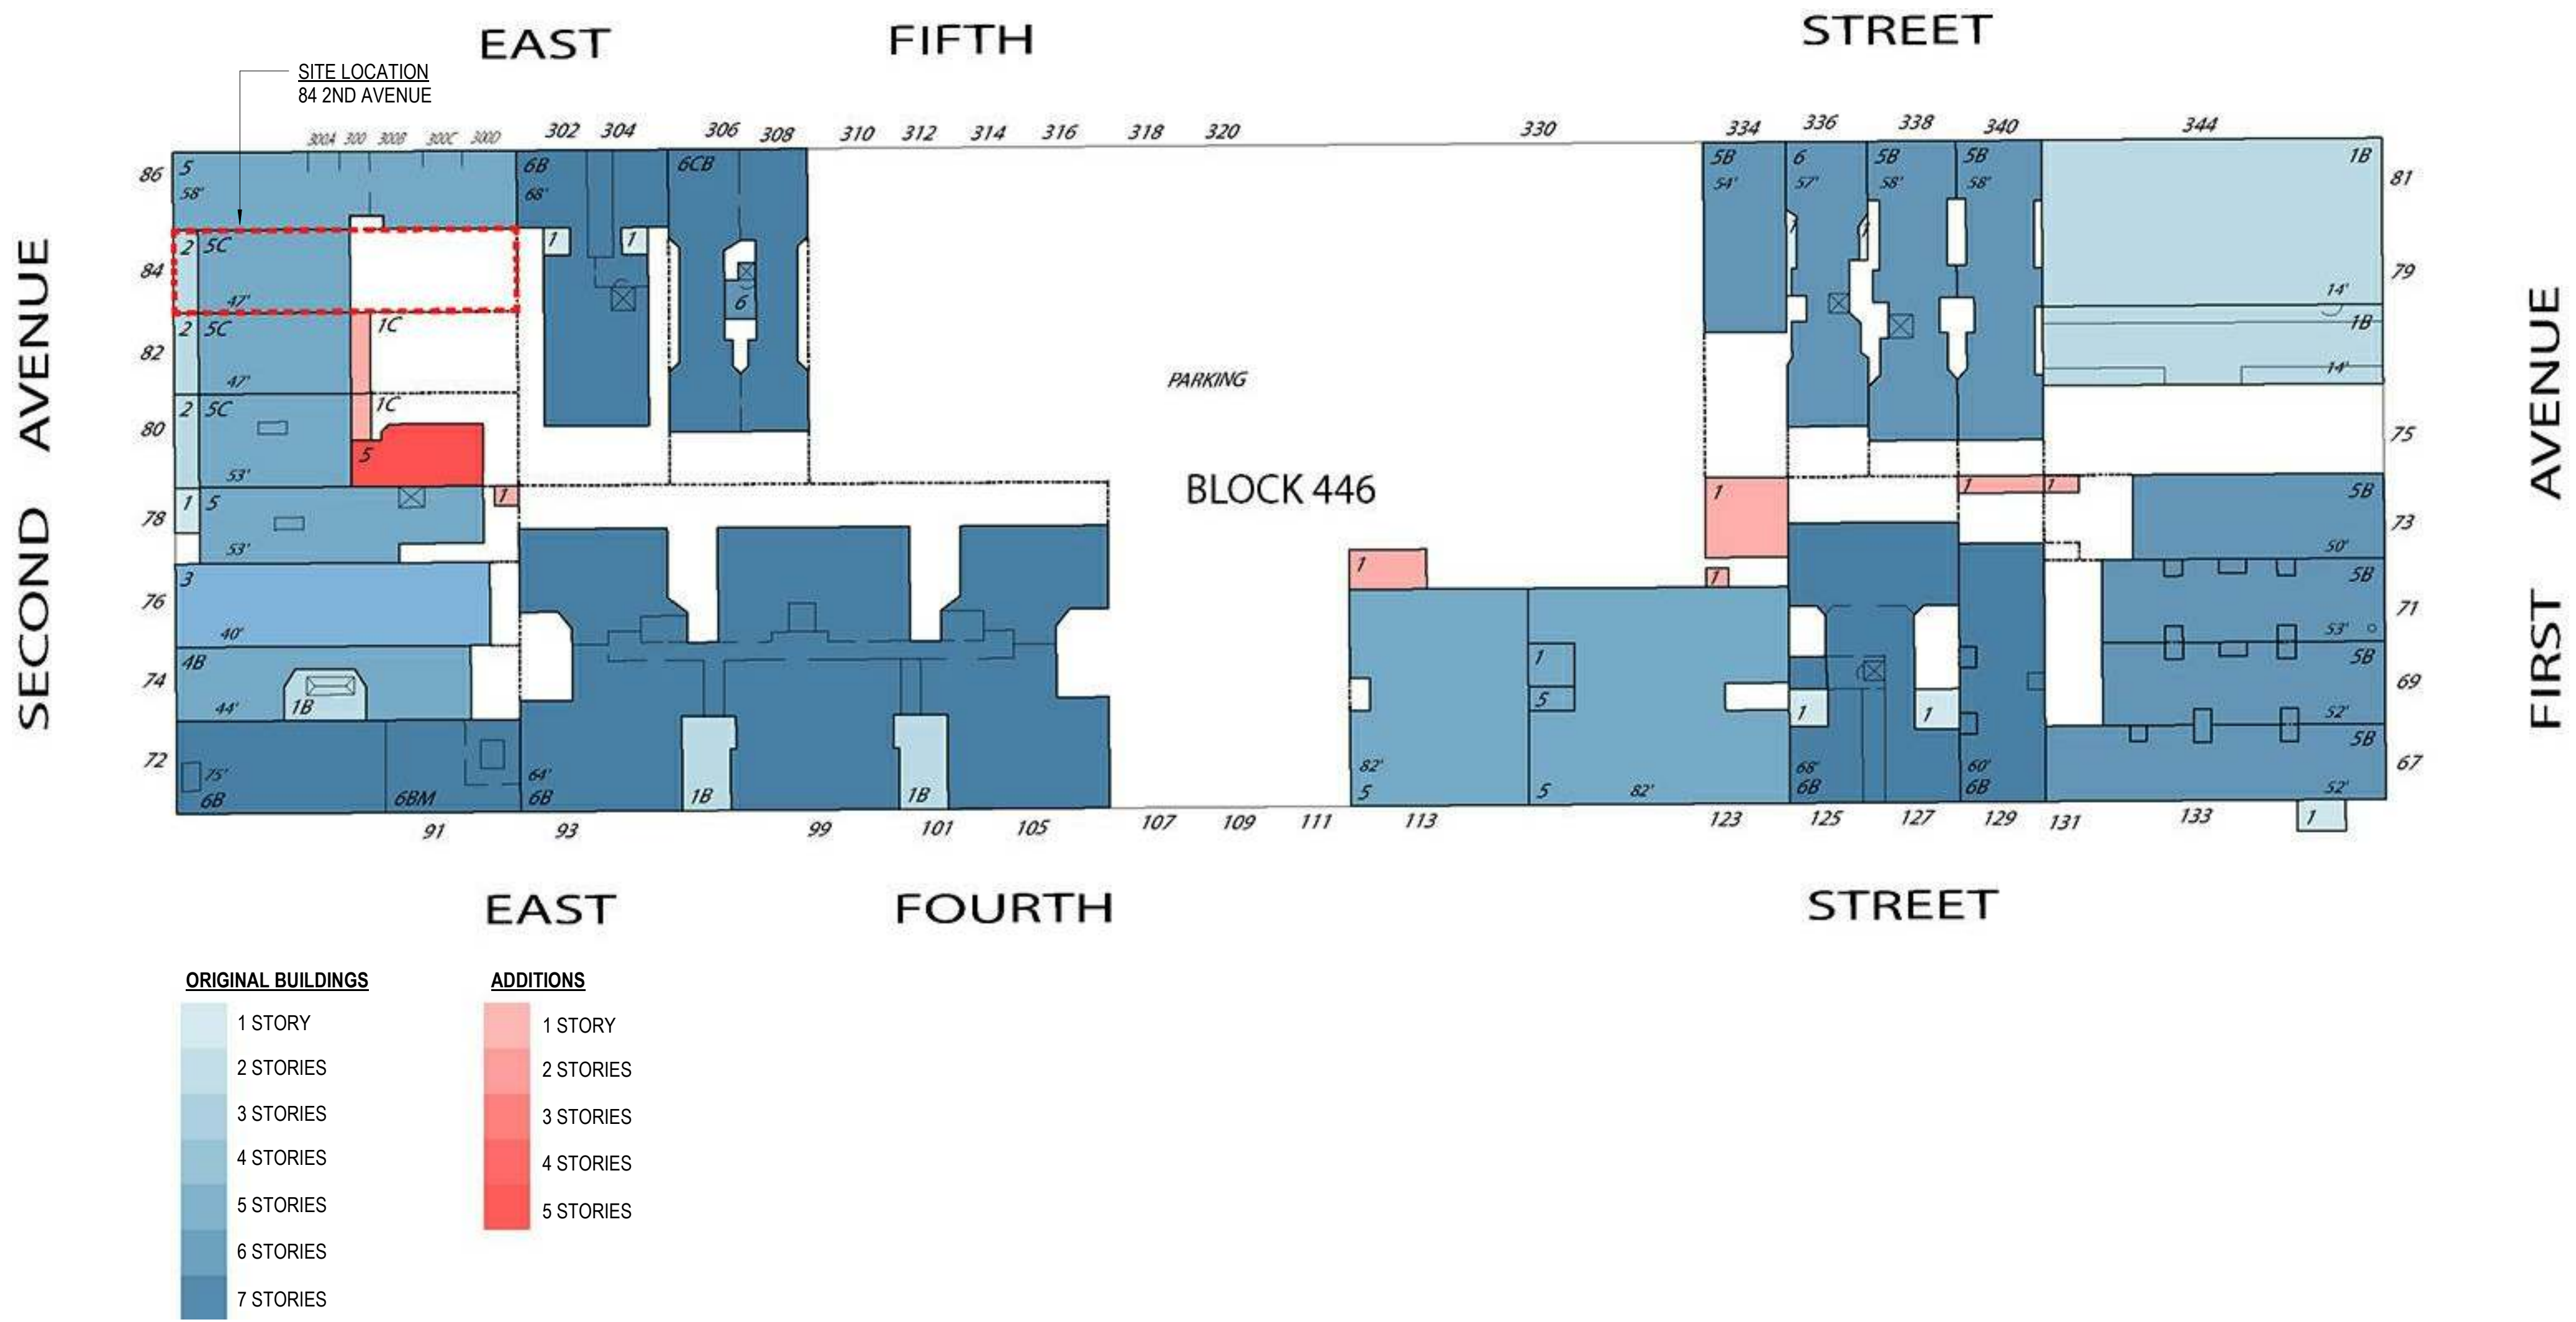 EAST FIFTH STREET
SITE LOCATION
84 2ND AVENUE
300A 300 300B 300C 300D 302 304 306 308 310 312 314 316 318 320 330 334 336 338 340 344
SECOND AVENUE
86
84
82
80
78
76
74
72
5
58'
6B
68'
6CB
5B
54'
6
57'
5B
58'
5B
58'
1B
14'
1B
14'
2 5C
47'
1 1
6
2 5C
47'
1C
2 5C
53'
1C
5
1 5
53'
1
3
40'
4B
44'
1B
75'
6B
6BM
64'
6B
1B
1B
PARKING
BLOCK 446
1
1
1
1 1
82'
5
1
5
5
82'
1
1
68'
6B
60'
6B
5B
50'
5B
53'
5B
52'
5B
52'
1
81
79
75
73
71
69
67
FIRST AVENUE
91 93 99 101 105 107 109 111 113 123 125 127 129 131 133
EAST FOURTH STREET
ORIGINAL BUILDINGS
1 STORY
2 STORIES
3 STORIES
4 STORIES
5 STORIES
6 STORIES
7 STORIES
ADDITIONS
1 STORY
2 STORIES
3 STORIES
4 STORIES
5 STORIES